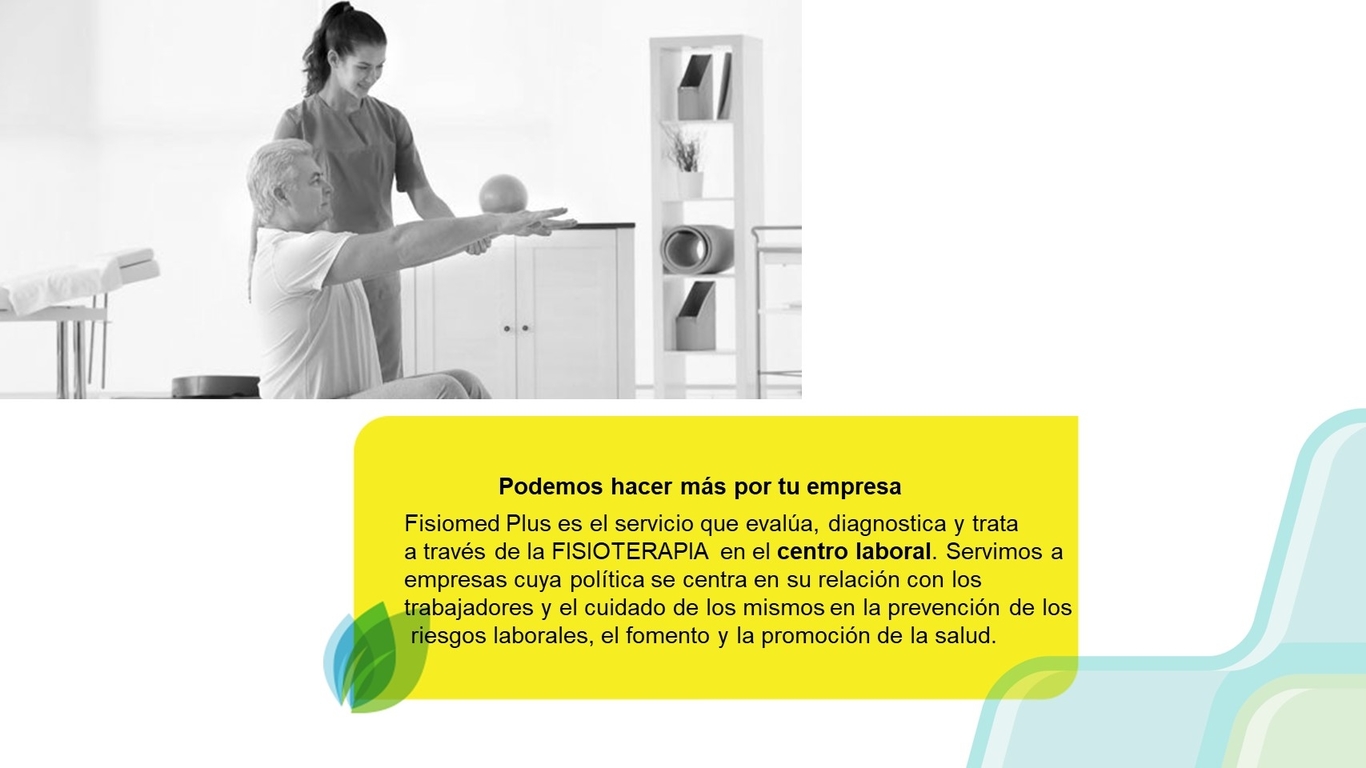 Podemos hacer más por tu empresa
Fisiomed Plus es el servicio que evalúa, diagnostica y trata
a través de la FISIOTERAPIA en el centro laboral. Servimos a
empresas cuya política se centra en su relación con los
trabajadores y el cuidado de los mismos en la prevención de los
riesgos laborales, el fomento y la promoción de la salud.